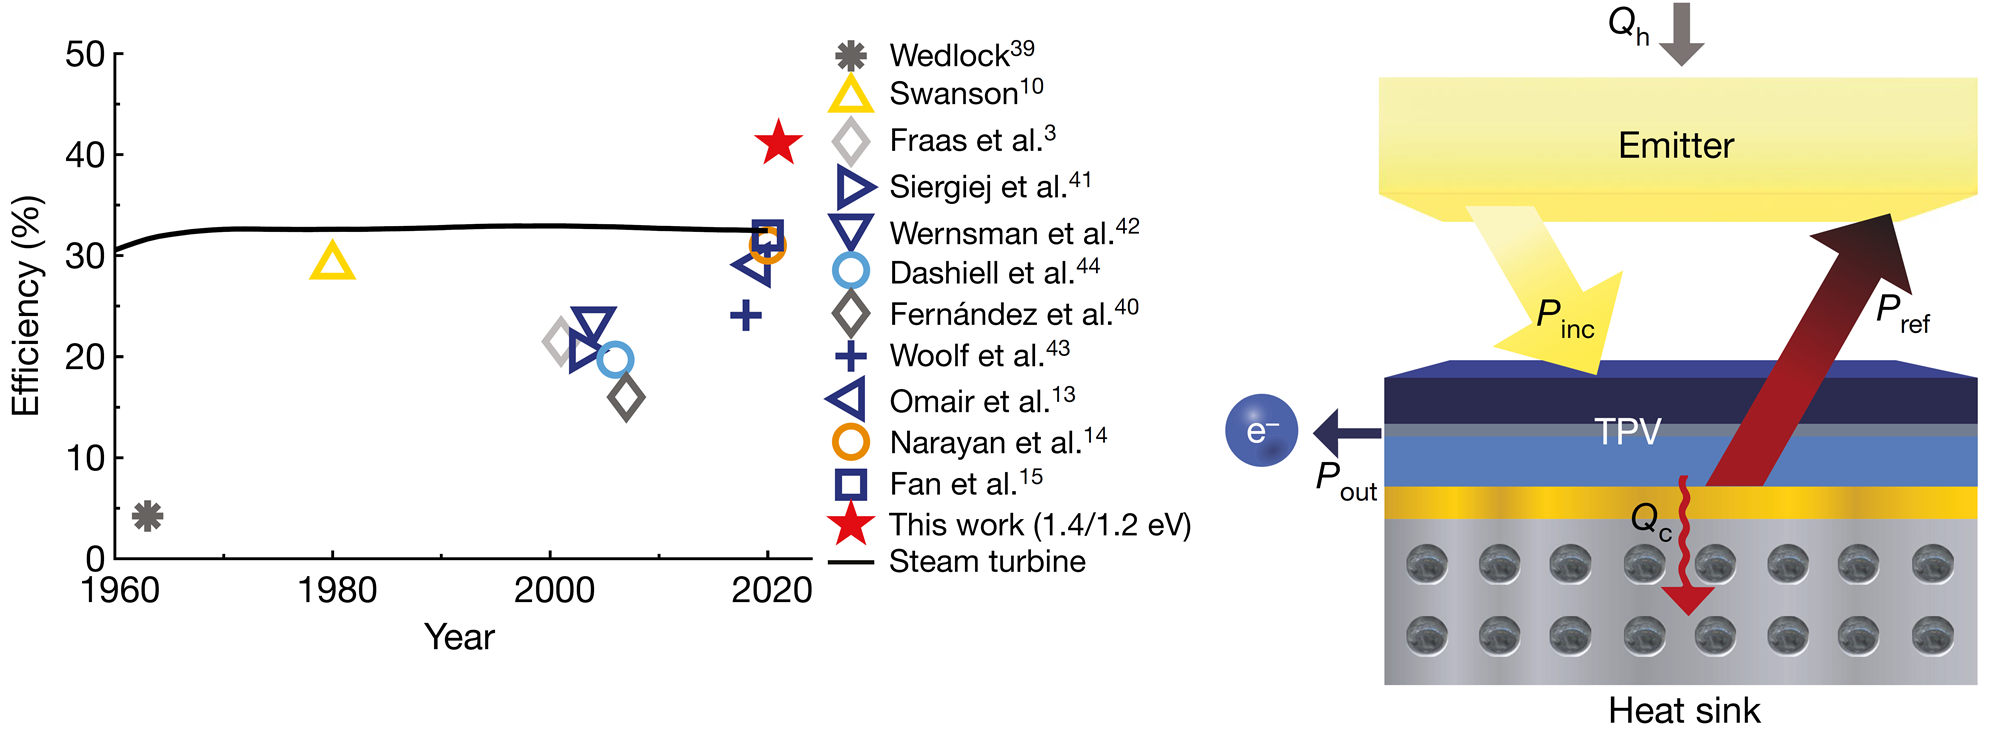 50
40
30
20
10
0
Efficiency (%)
1960
1980
2000
2020
Year
Wedlock³⁹
Swanson¹⁰
Fraas et al.³
Siergiej et al.⁴¹
Wernsman et al.⁴²
Dashiell et al.⁴⁴
Fernández et al.⁴⁰
Woolf et al.⁴³
Omair et al.¹³
Narayan et al.¹⁴
Fan et al.¹⁵
This work (1.4/1.2 eV)
Steam turbine
Qh
Emitter
Pinc
Pref
TPV
e⁻
Pout
Qc
Heat sink